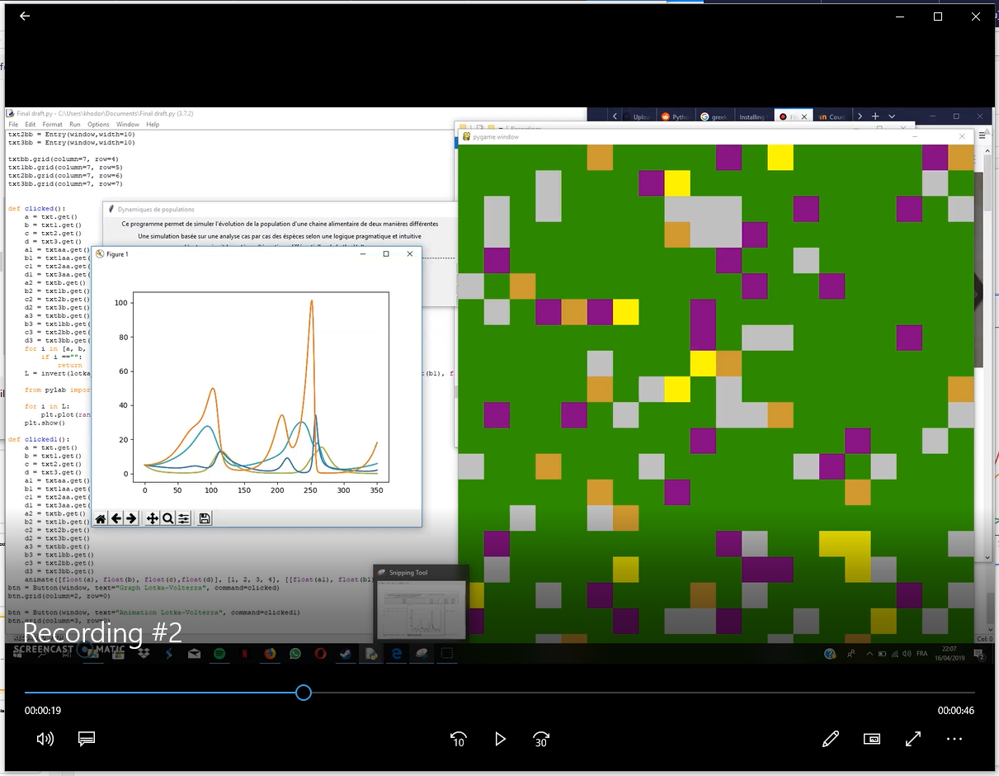 Final draft.py - C:\Users\khodor\Documents\Final draft.py (3.7.2)
File Edit Format Run Options Window Help
txt2bb = Entry(window,width=10)
txt3bb = Entry(window,width=10)
txtbb.grid(column=7, row=4)
txt1bb.grid(column=7, row=5)
txt2bb.grid(column=7, row=6)
txt3bb.grid(column=7, row=7)
def clicked():
a = txt.get()
b = txt1.get()
c = txt2.get()
d = txt3.get()
a1 = txtaa.get()
b1 = txt1aa.get(
c1 = txt2aa.get(
d1 = txt3aa.get(
a2 = txtb.get()
b2 = txt1b.get()
c2 = txt2b.get()
d2 = txt3b.get()
a3 = txtbb.get()
b3 = txt1bb.get(
c3 = txt2bb.get(
d3 = txt3bb.get(
for i in [a, b,
if i =="":
return
L = invert(lotka
t(b1), f
from pylab impor
for i in L:
plt.plot(ran
plt.show()
def clicked1():
a = txt.get()
b = txt1.get()
c = txt2.get()
d = txt3.get()
a1 = txtaa.get()
b1 = txt1aa.get(
c1 = txt2aa.get(
d1 = txt3aa.get(
a2 = txtb.get()
b2 = txt1b.get()
c2 = txt2b.get()
d2 = txt3b.get()
a3 = txtbb.get()
b3 = txt1bb.get()
c3 = txt2bb.get()
d3 = txt3bb.get()
animate([float(a), float(b), float(c),float(d)], [1, 2, 3, 4], [[float(a1), float(b1
btn = Button(window, text="Graph Lotka-Volterra", command=clicked)
btn.grid(column=2, row=0)
btn = Button(window, text="Animation Lotka-Volterra", command=clicked1)
btn.grid(column=3, row=0)
Dynamiques de populations
Ce programme permet de simuler l'évolution de la population d'une chaine alimentaire de deux manières différentes
Une simulation basée sur une analyse cas par cas des éspèces selon une logique pragmatique et intuitive
Figure 1
100
80
60
40
20
0
0 50 100 150 200 250 300 350
Uplo
Pytho
greek
Installing
Cours
pygame window
Snipping Tool
Recording #2
SCREENCAST MATIC
Col: 0
FRA
22:07
16/04/2019
2
00:00:19
00:00:46
10
30